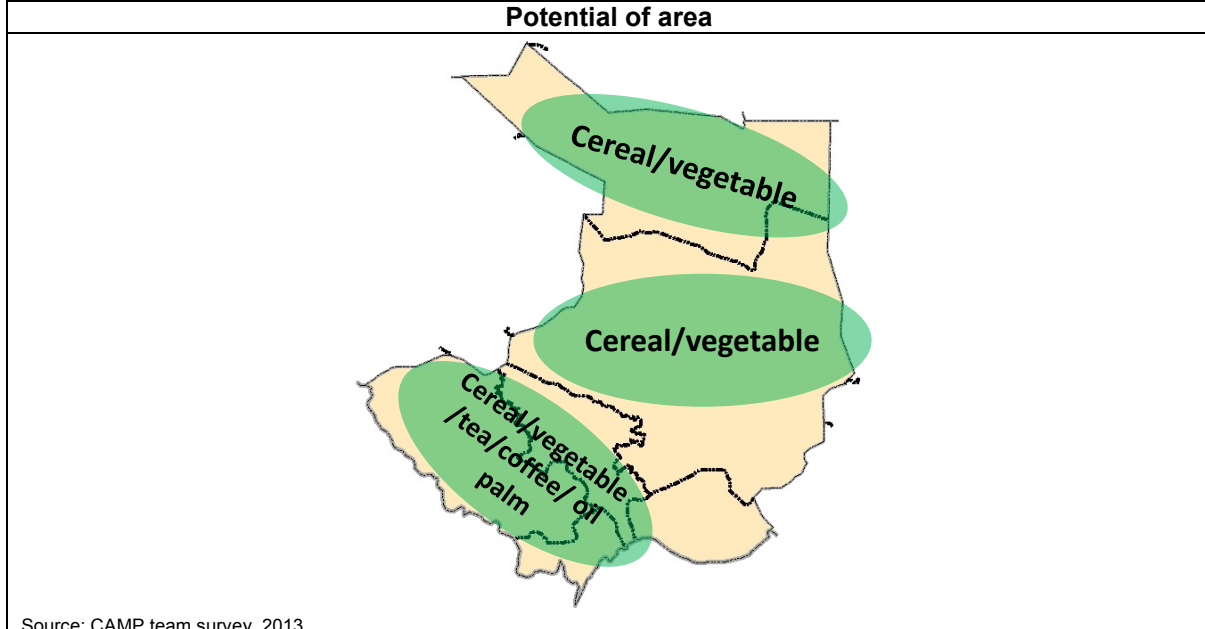 Potential of area
Cereal/vegetable
Cereal/vegetable
Cereal/vegetable
/tea/coffee/ oil
palm
Source: CAMP team survey, 2013